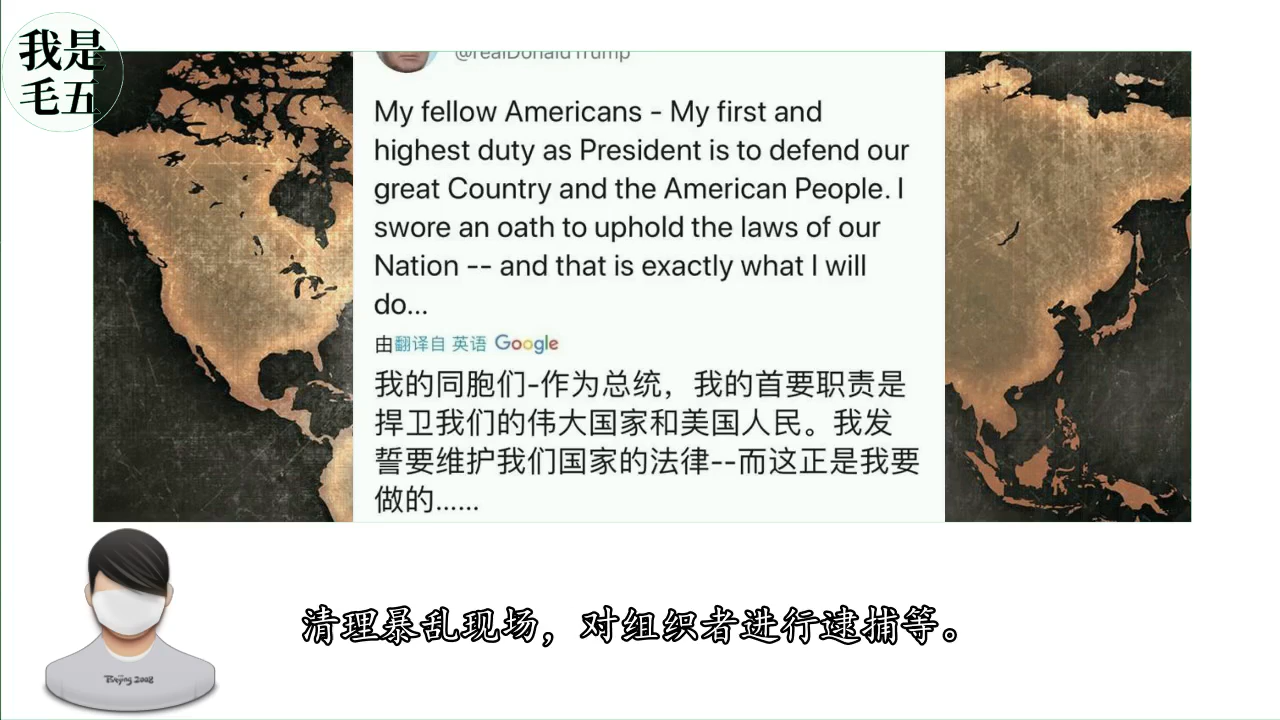 我是
毛五
@realDonaldTrump
My fellow Americans - My first and
highest duty as President is to defend our
great Country and the American People. I
swore an oath to uphold the laws of our
Nation -- and that is exactly what I will
do...
由翻译自 英语 Google
我的同胞们-作为总统，我的首要职责是
捍卫我们的伟大国家和美国人民。我发
誓要维护我们国家的法律--而这正是我要
做的......
清理暴乱现场，对组织者进行逮捕等。
Beijing 2008